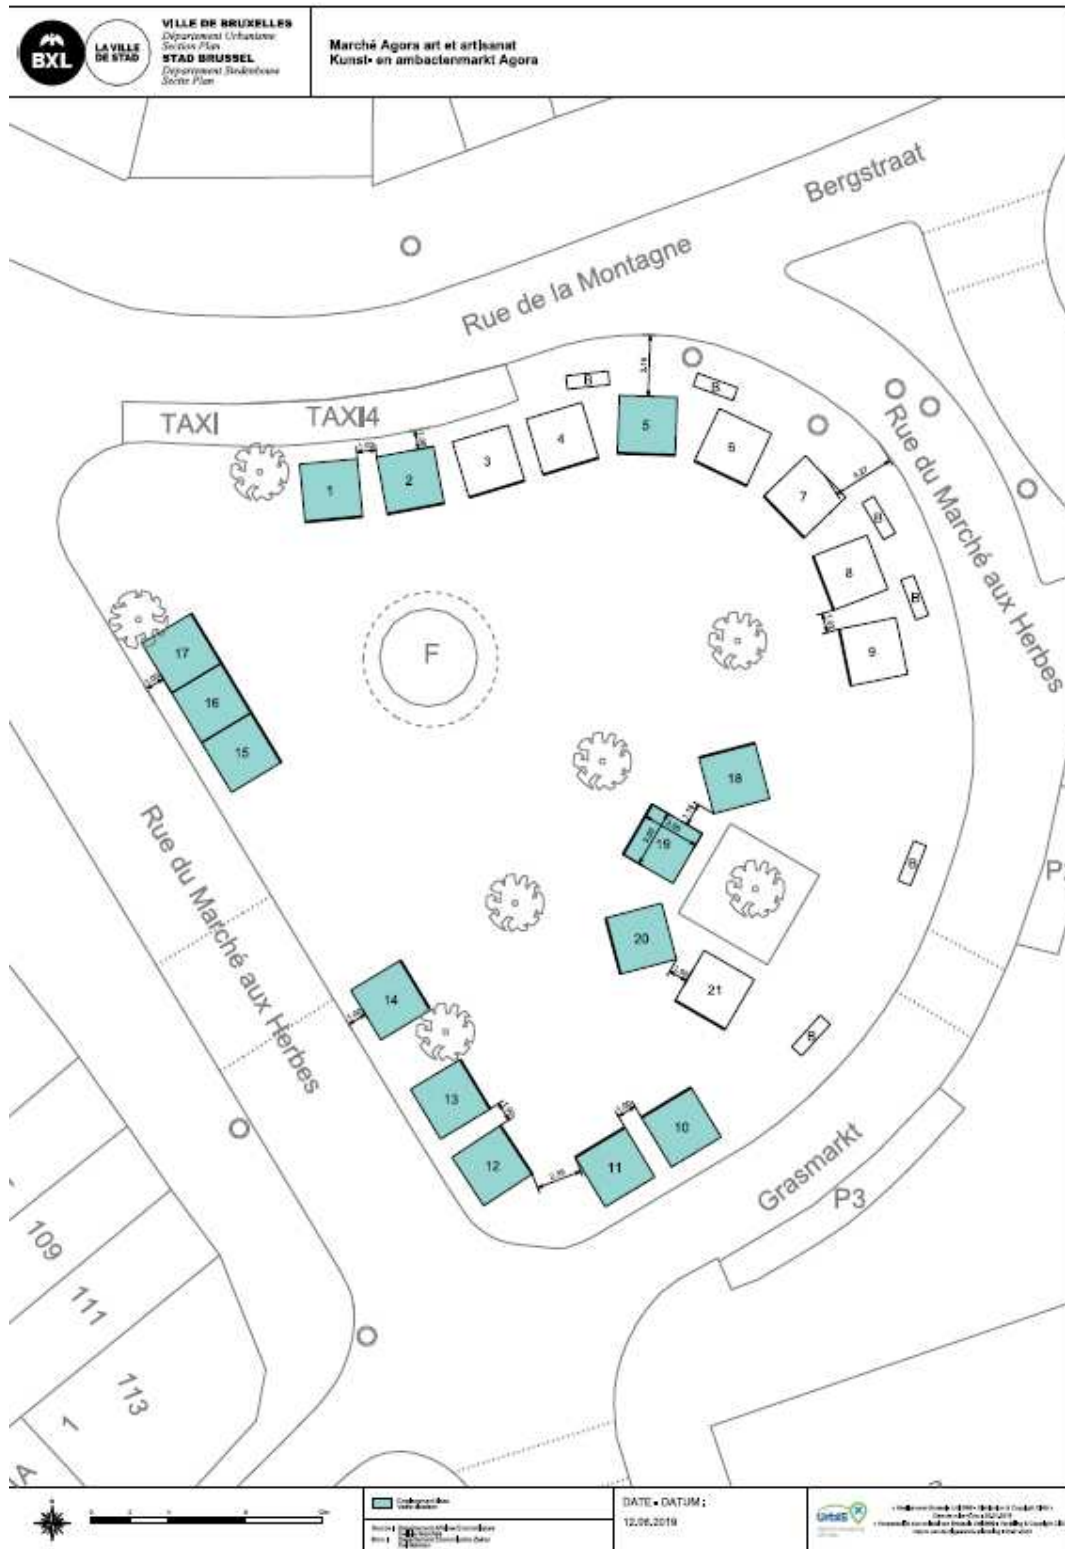 BXL
LA VILLE
DE STAD
VILLE DE BRUXELLES
Département Urbanisme
Section Plan
STAD BRUSSEL
Departement Stedenbouw
Sectie Plan
Marché Agora art et artisanat
Kunst- en ambactenmarkt Agora
Bergstraat
Rue de la Montagne
TAXI
TAXI4
Rue du Marché aux Herbes
B
B
B
B
B
B
1
2
3
4
5
6
7
8
9
F
17
16
15
18
19
20
21
14
13
12
11
10
Rue du Marché aux Herbes
Grasmarkt
P3
P
109
111
113
1
A
DATE - DATUM :
12.06.2019
UrbIS